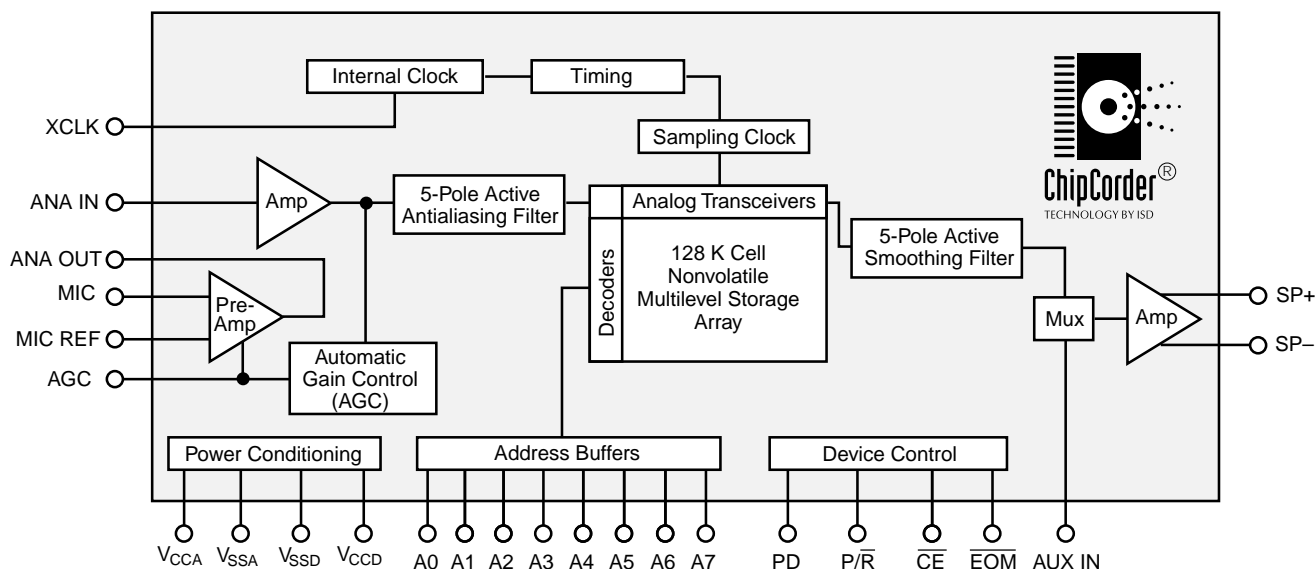 Internal Clock
Timing
XCLK
Sampling Clock
ChipCorder®
TECHNOLOGY BY ISD
ANA IN
Amp
5-Pole Active
Antialiasing Filter
Analog Transceivers
Decoders
128 K Cell
Nonvolatile
Multilevel Storage
Array
5-Pole Active
Smoothing Filter
ANA OUT
MIC
Pre-
Amp
MIC REF
AGC
Automatic
Gain Control
(AGC)
Mux
Amp
SP+
SP–
Power Conditioning
Address Buffers
Device Control
VCCA
VSSA
VSSD
VCCD
A0
A1
A2
A3
A4
A5
A6
A7
PD
P/R̅
C̅E̅
E̅O̅M̅
AUX IN